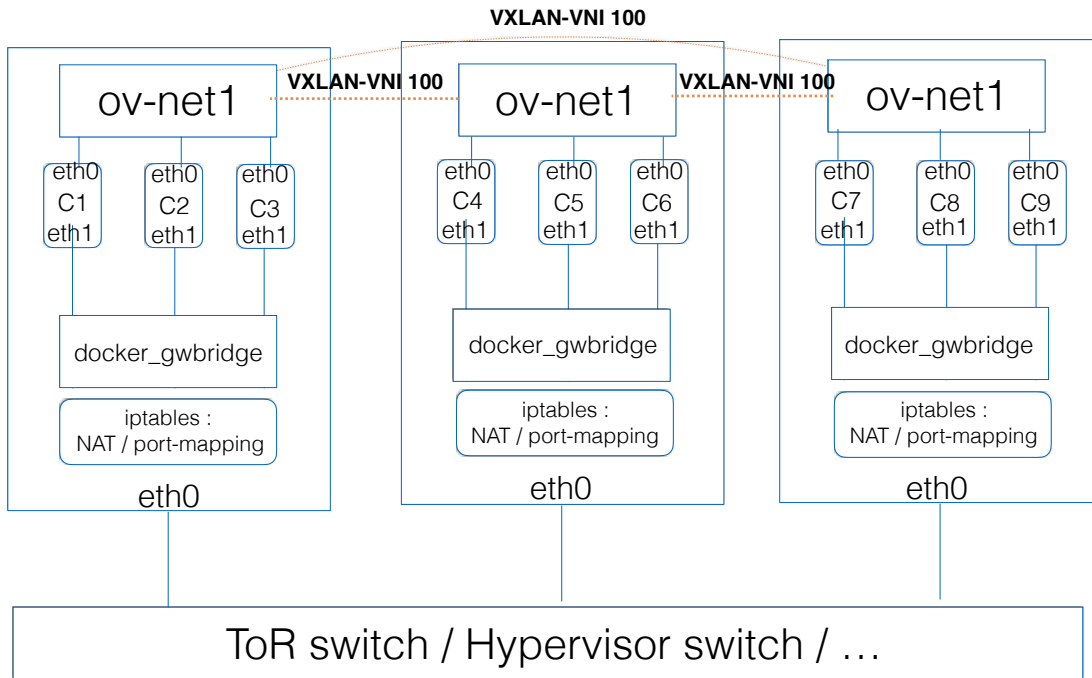 VXLAN-VNI 100
VXLAN-VNI 100
VXLAN-VNI 100
ov-net1
ov-net1
ov-net1
eth0
C1
eth1
eth0
C2
eth1
eth0
C3
eth1
eth0
C4
eth1
eth0
C5
eth1
eth0
C6
eth1
eth0
C7
eth1
eth0
C8
eth1
eth0
C9
eth1
docker_gwbridge
docker_gwbridge
docker_gwbridge
iptables :
NAT / port-mapping
iptables :
NAT / port-mapping
iptables :
NAT / port-mapping
eth0
eth0
eth0
ToR switch / Hypervisor switch / …